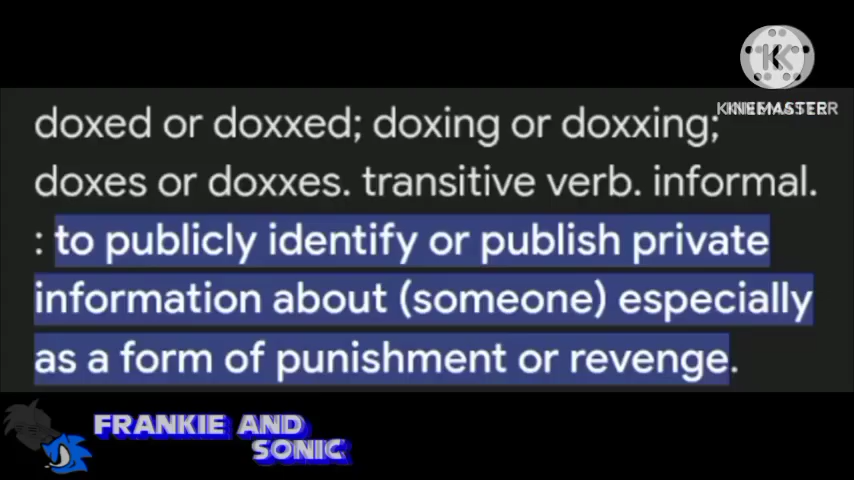 KINEMASTER
doxed or doxxed; doxing or doxxing;
doxes or doxxes. transitive verb. informal.
: to publicly identify or publish private
information about (someone) especially
as a form of punishment or revenge.
FRANKIE AND
SONIC